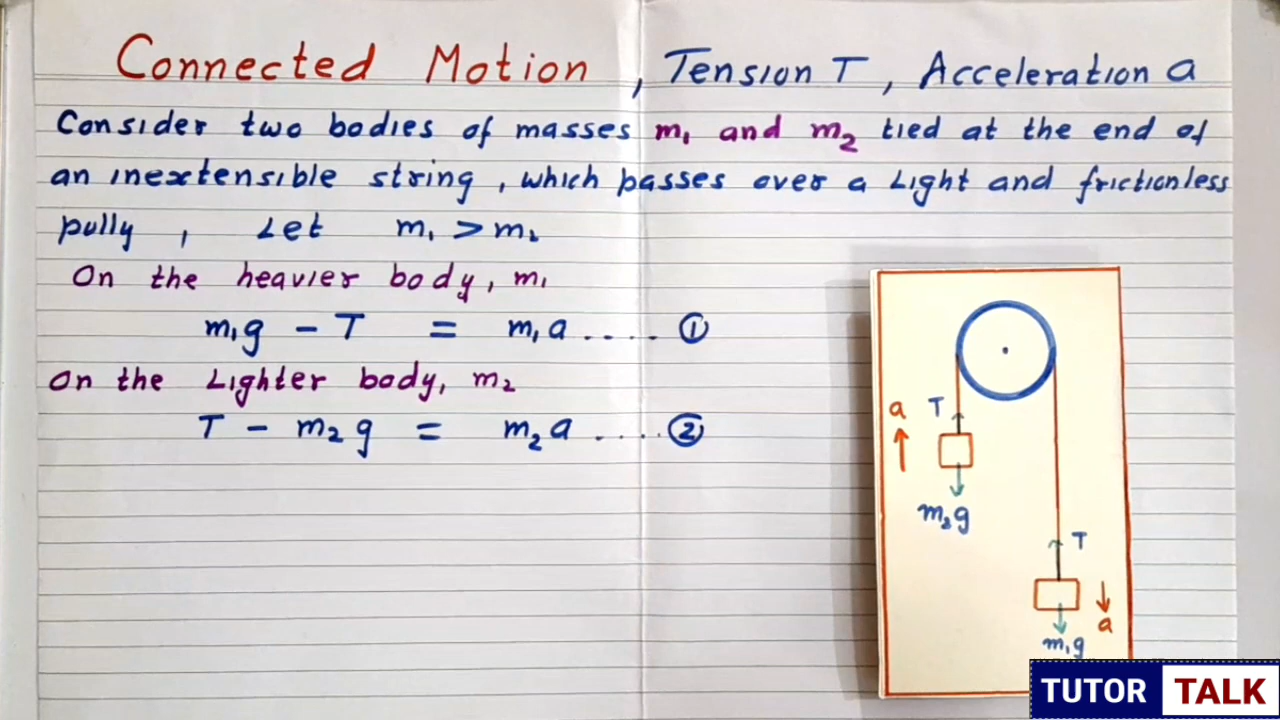 Connected Motion , Tension T , Acceleration a
Consider two bodies of masses m₁ and m₂ tied at the end of
an inextensible string , which passes over a Light and frictionless
pully , Let m₁ > m₂
On the heavier body, m₁
m₁g - T = m₁a .... ①
On the Lighter body, m₂
T - m₂g = m₂a .... ②
T
a
m₂g
T
a
m₁g
TUTOR TALK